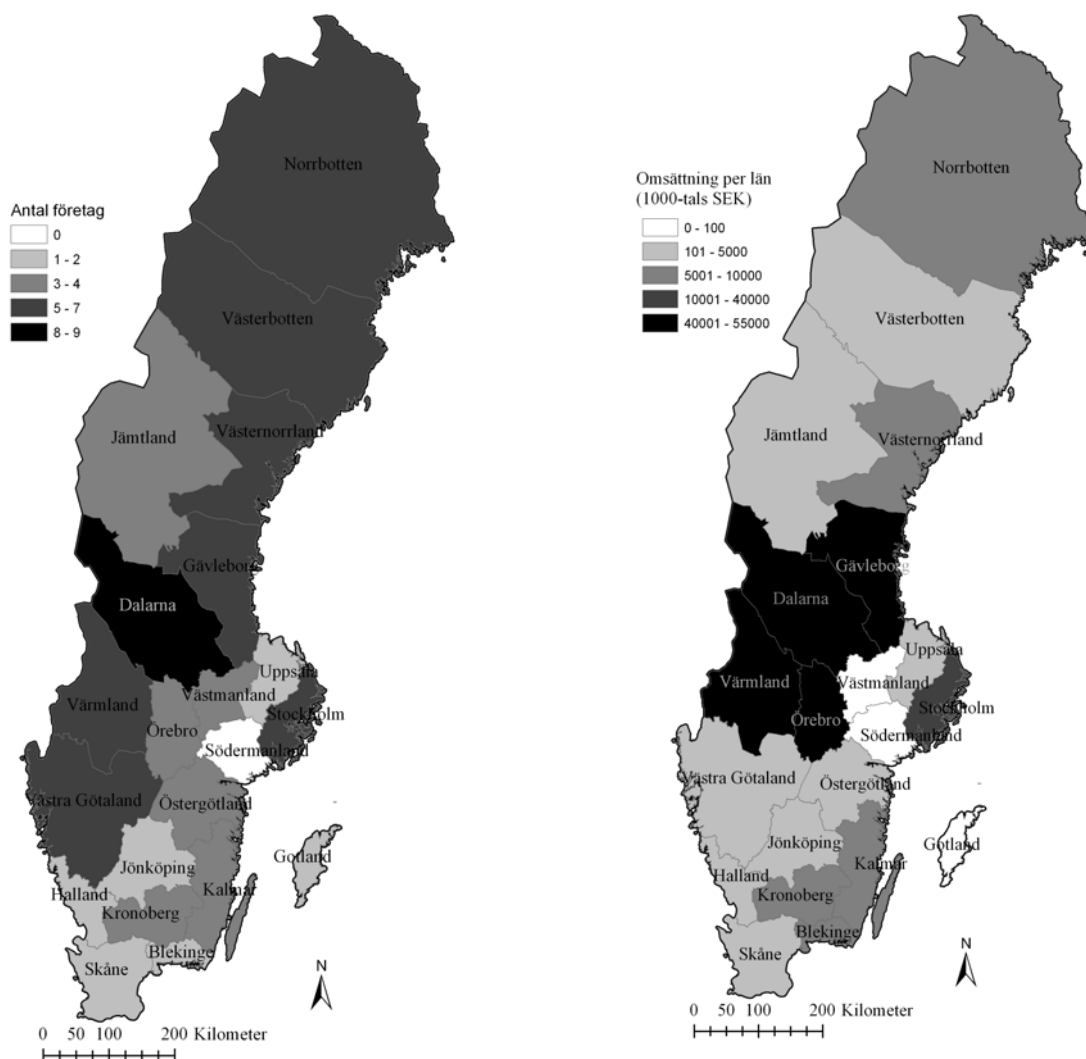 Antal företag
0
1 - 2
3 - 4
5 - 7
8 - 9
Norrbotten
Västerbotten
Jämtland
Västernorrland
Gävleborg
Dalarna
Uppsala
Västmanland
Värmland
Stockholm
Örebro
Södermanland
Västra Götaland
Östergötland
Gotland
Jönköping
Halland
Kalmar
Kronoberg
Blekinge
Skåne
N
0 50 100 200 Kilometer
Omsättning per län
(1000-tals SEK)
0 - 100
101 - 5000
5001 - 10000
10001 - 40000
40001 - 55000
Norrbotten
Västerbotten
Jämtland
Västernorrland
Gävleborg
Dalarna
Uppsala
Västmanland
Värmland
Stockholm
Örebro
Södermanland
Västra Götaland
Östergötland
Gotland
Jönköping
Kalmar
Halland
Kronoberg
Blekinge
Skåne
N
0 50 100 200 Kilometer